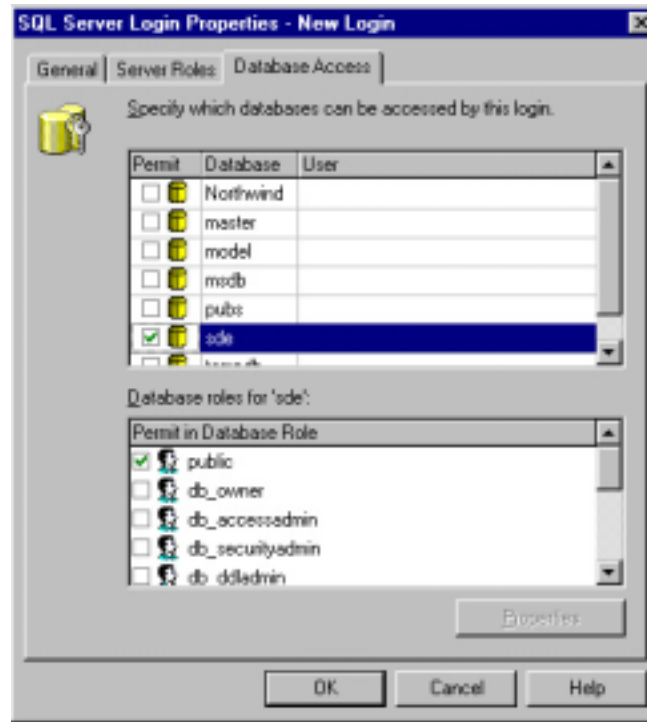 SQL Server Login Properties - New Login
General Server Roles Database Access
Specify which databases can be accessed by this login.
Permit Database User
Northwind
master
model
msdb
pubs
sde
Database roles for 'sde':
Permit in Database Role
public
db_owner
db_accessadmin
db_securityadmin
db_ddladmin
Properties
OK Cancel Help